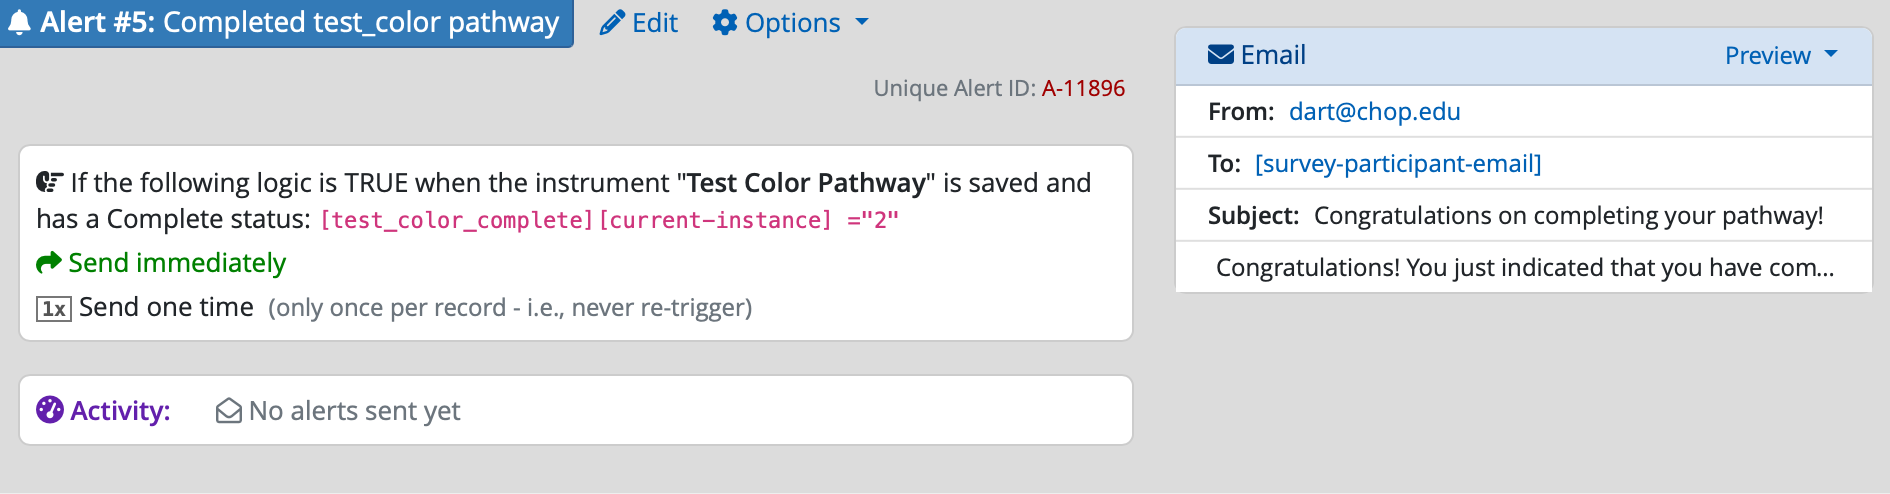 Alert #5: Completed test_color pathway
Edit
Options
Unique Alert ID: A-11896
If the following logic is TRUE when the instrument "Test Color Pathway" is saved and
has a Complete status: [test_color_complete][current-instance] ="2"
Send immediately
1x Send one time (only once per record - i.e., never re-trigger)
Activity: No alerts sent yet
Email
Preview
From: dart@chop.edu
To: [survey-participant-email]
Subject: Congratulations on completing your pathway!
Congratulations! You just indicated that you have com...